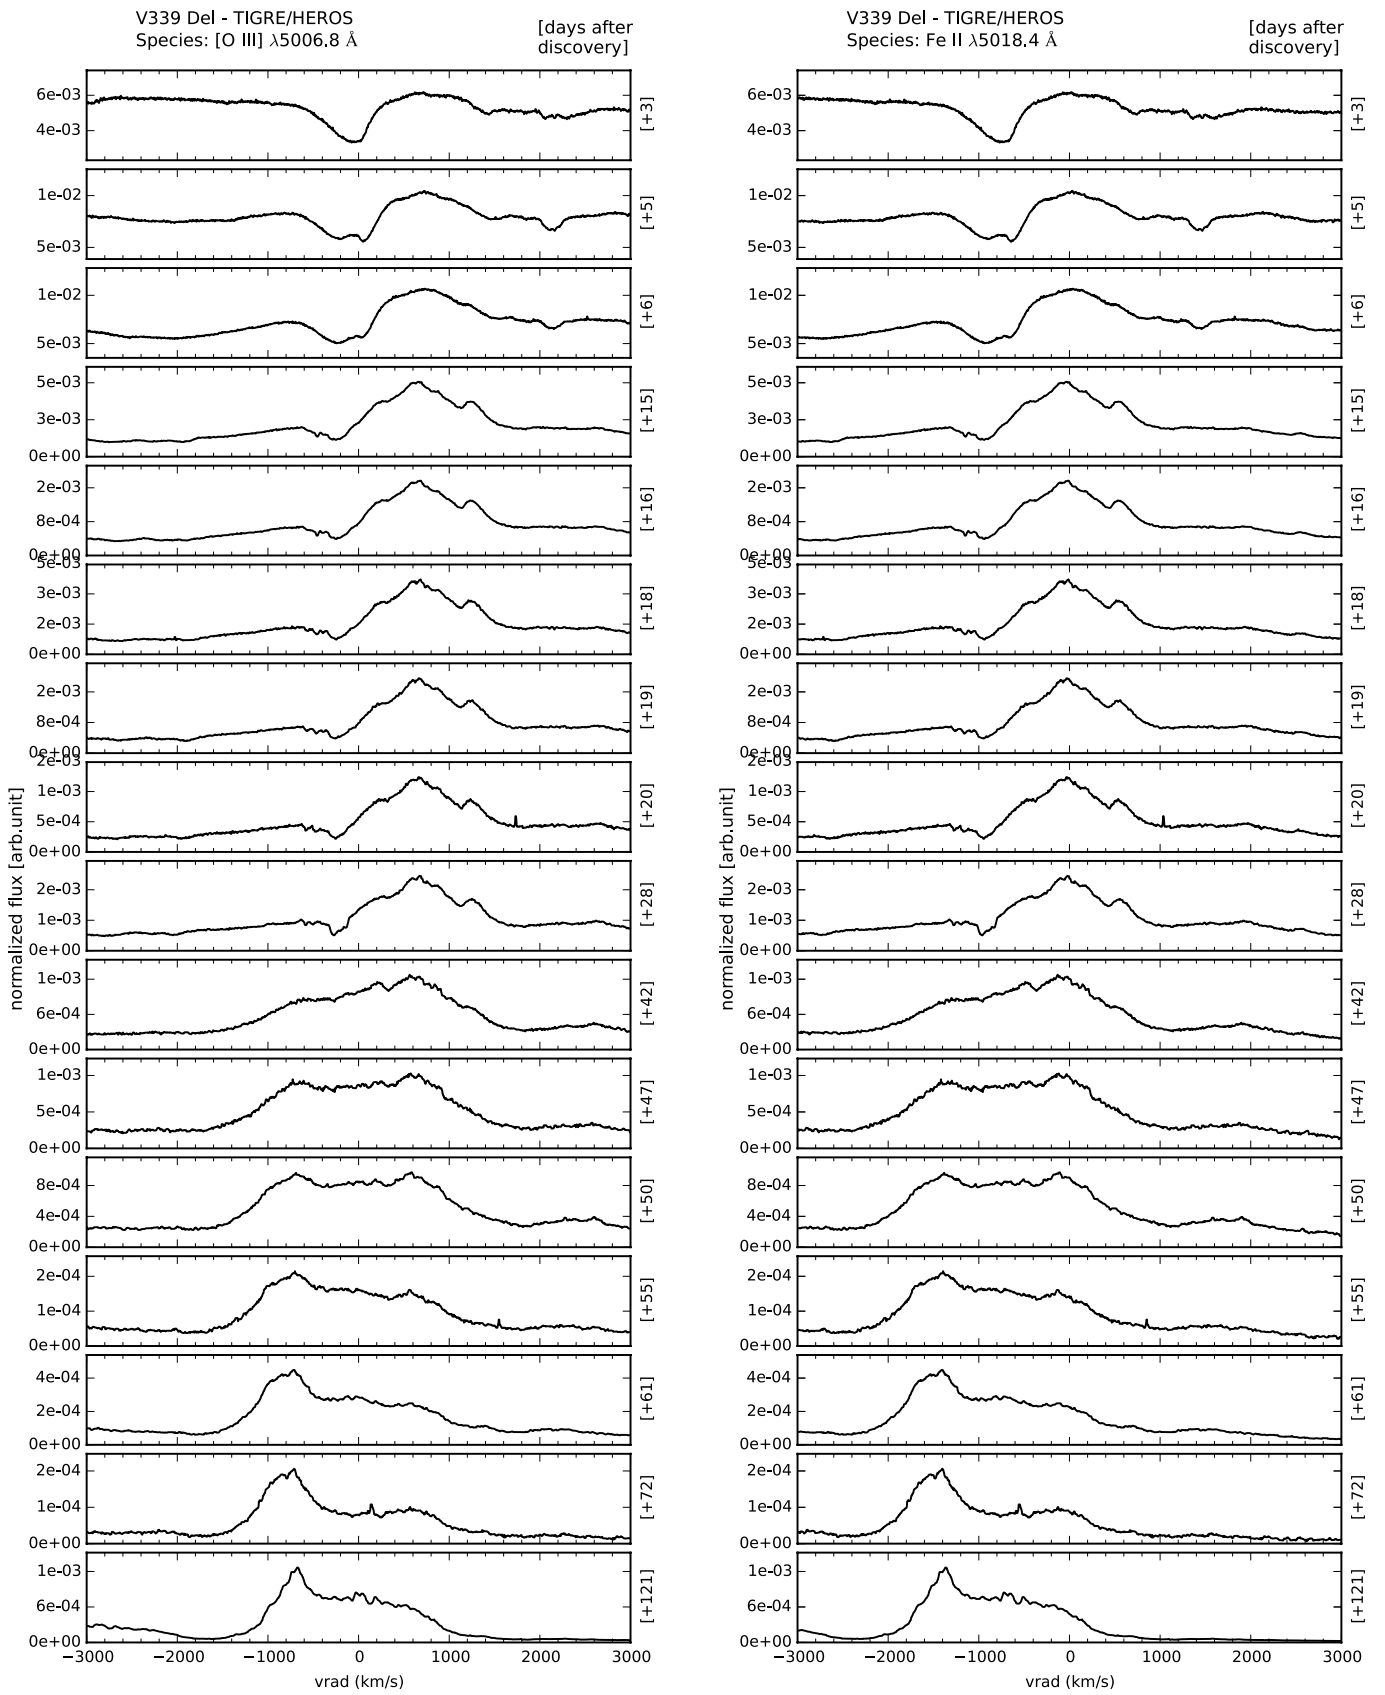 V339 Del - TIGRE/HEROS
Species: [O III] λ5006.8 Å
[days after
discovery]
6e-03
4e-03
[+3]
1e-02
5e-03
[+5]
1e-02
5e-03
[+6]
5e-03
3e-03
0e+00
[+15]
2e-03
8e-04
0e+00
[+16]
5e-03
3e-03
2e-03
0e+00
[+18]
2e-03
8e-04
0e+00
[+19]
2e-03
1e-03
5e-04
0e+00
[+20]
2e-03
1e-03
0e+00
[+28]
1e-03
6e-04
0e+00
[+42]
1e-03
5e-04
0e+00
[+47]
8e-04
4e-04
0e+00
[+50]
2e-04
1e-04
0e+00
[+55]
4e-04
2e-04
0e+00
[+61]
2e-04
1e-04
0e+00
[+72]
1e-03
6e-04
0e+00
[+121]
normalized flux [arb.unit]
−3000 −2000 −1000 0 1000 2000 3000
vrad (km/s)
V339 Del - TIGRE/HEROS
Species: Fe II λ5018.4 Å
[days after
discovery]
6e-03
4e-03
[+3]
1e-02
5e-03
[+5]
1e-02
5e-03
[+6]
5e-03
3e-03
0e+00
[+15]
2e-03
8e-04
0e+00
[+16]
5e-03
3e-03
2e-03
0e+00
[+18]
2e-03
8e-04
0e+00
[+19]
2e-03
1e-03
5e-04
0e+00
[+20]
2e-03
1e-03
0e+00
[+28]
1e-03
6e-04
0e+00
[+42]
1e-03
5e-04
0e+00
[+47]
8e-04
4e-04
0e+00
[+50]
2e-04
1e-04
0e+00
[+55]
4e-04
2e-04
0e+00
[+61]
2e-04
1e-04
0e+00
[+72]
1e-03
6e-04
0e+00
[+121]
normalized flux [arb.unit]
−3000 −2000 −1000 0 1000 2000 3000
vrad (km/s)